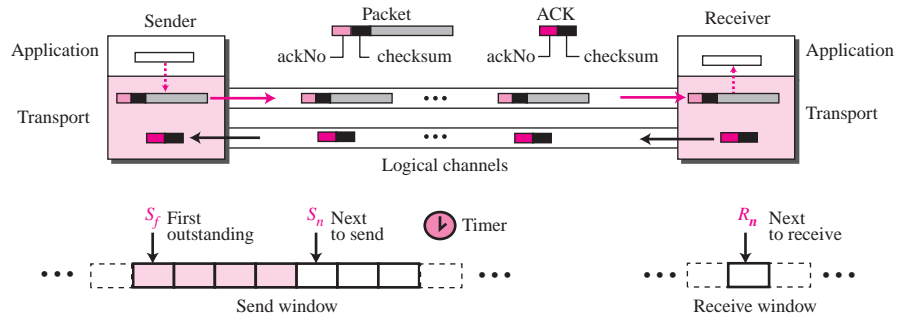 Sender
Packet
ACK
Receiver
Application
ackNo
checksum
ackNo
checksum
Application
Transport
Transport
Logical channels
Sf First
outstanding
Sn Next
to send
Timer
Rn Next
to receive
Send window
Receive window